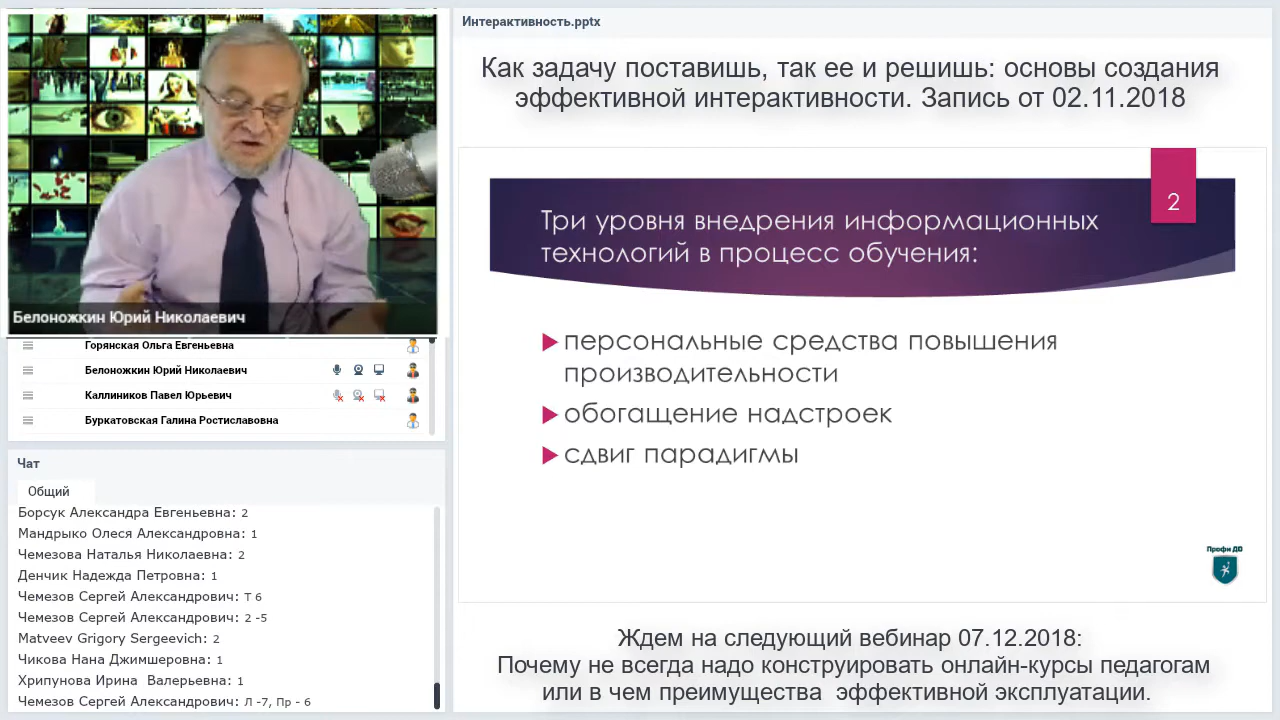 Интерактивность.pptx
Как задачу поставишь, так ее и решишь: основы создания
эффективной интерактивности. Запись от 02.11.2018
2
Три уровня внедрения информационных
технологий в процесс обучения:
персональные средства повышения
производительности
обогащение надстроек
сдвиг парадигмы
Профи ДО
Ждем на следующий вебинар 07.12.2018:
Почему не всегда надо конструировать онлайн-курсы педагогам
или в чем преимущества эффективной эксплуатации.
Белоножкин Юрий Николаевич
Горянская Ольга Евгеньевна
Белоножкин Юрий Николаевич
Каллиников Павел Юрьевич
Буркатовская Галина Ростиславовна
Чат
Общий
Борсук Александра Евгеньевна: 2
Мандрыко Олеся Александровна: 1
Чемезова Наталья Николаевна: 2
Денчик Надежда Петровна: 1
Чемезов Сергей Александрович: Т 6
Чемезов Сергей Александрович: 2 -5
Matveev Grigory Sergeevich: 2
Чикова Нана Джимшеровна: 1
Хрипунова Ирина Валерьевна: 1
Чемезов Сергей Александрович: Л -7, Пр - 6